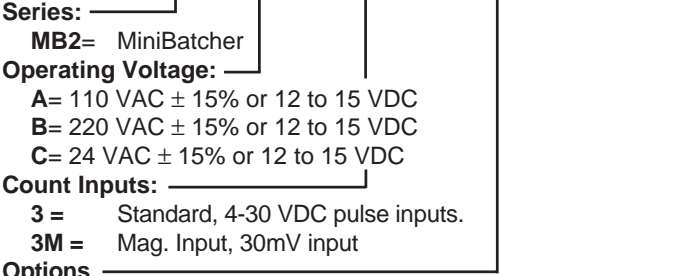 Series:
MB2= MiniBatcher
Operating Voltage:
A= 110 VAC ± 15% or 12 to 15 VDC
B= 220 VAC ± 15% or 12 to 15 VDC
C= 24 VAC ± 15% or 12 to 15 VDC
Count Inputs:
3 = Standard, 4-30 VDC pulse inputs.
3M = Mag. Input, 30mV input
Options